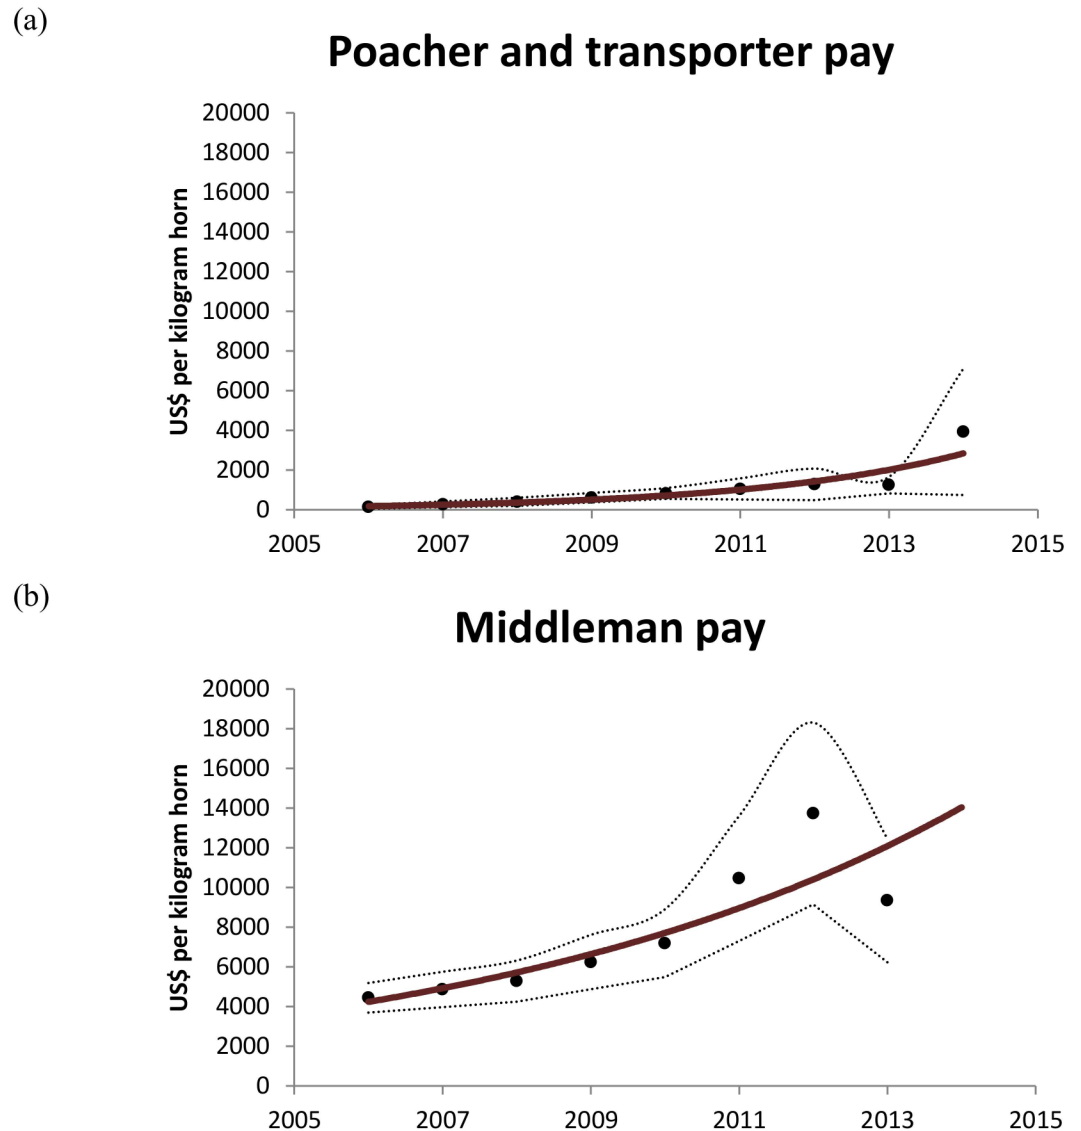 (a)
Poacher and transporter pay
20000
18000
16000
14000
12000
10000
8000
6000
4000
2000
0
US$ per kilogram horn
2005 2007 2009 2011 2013 2015
(b)
Middleman pay
20000
18000
16000
14000
12000
10000
8000
6000
4000
2000
0
US$ per kilogram horn
2005 2007 2009 2011 2013 2015